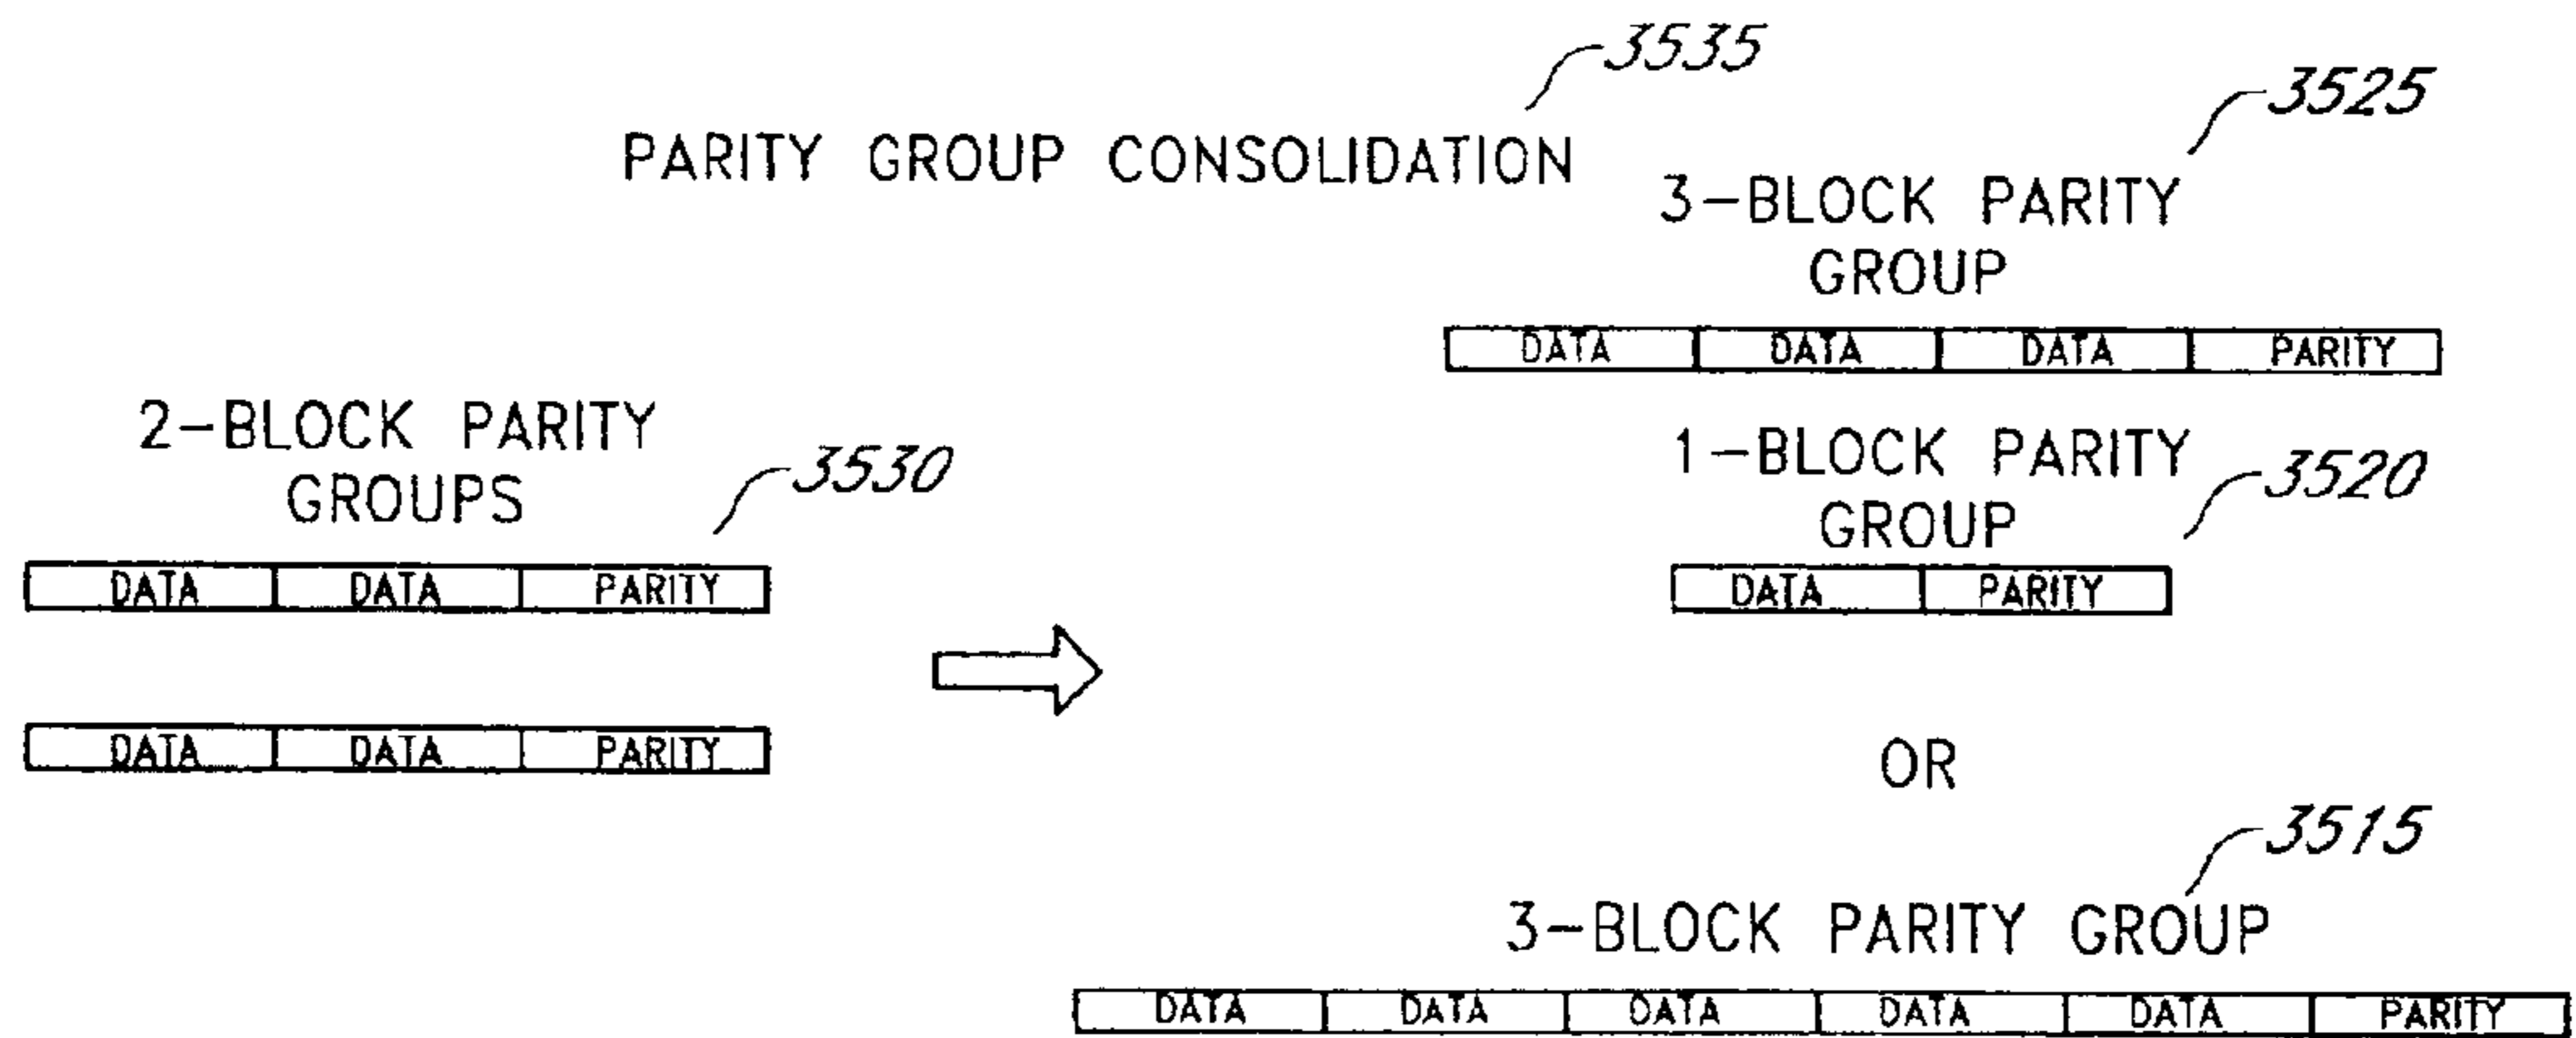 3535
PARITY GROUP CONSOLIDATION
3525
3-BLOCK PARITY
GROUP
DATA DATA DATA PARITY
2-BLOCK PARITY
GROUPS
3530
DATA DATA PARITY
DATA DATA PARITY
1-BLOCK PARITY
GROUP
3520
DATA PARITY
OR
3515
3-BLOCK PARITY GROUP
DATA DATA DATA DATA DATA PARITY